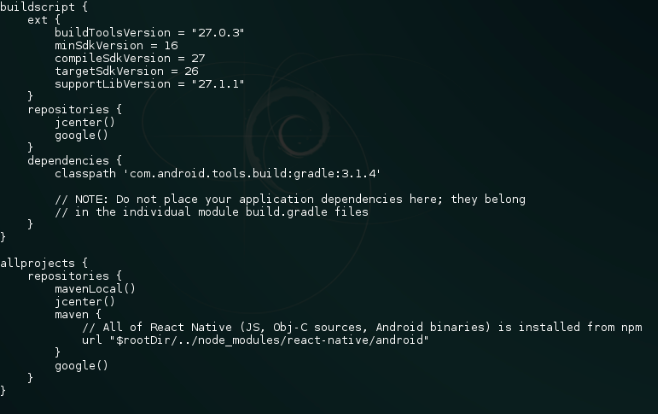 buildscript {
    ext {
        buildToolsVersion = "27.0.3"
        minSdkVersion = 16
        compileSdkVersion = 27
        targetSdkVersion = 26
        supportLibVersion = "27.1.1"
    }
    repositories {
        jcenter()
        google()
    }
    dependencies {
        classpath 'com.android.tools.build:gradle:3.1.4'

        // NOTE: Do not place your application dependencies here; they belong
        // in the individual module build.gradle files
    }
}

allprojects {
    repositories {
        mavenLocal()
        jcenter()
        maven {
            // All of React Native (JS, Obj-C sources, Android binaries) is installed from npm
            url "$rootDir/../node_modules/react-native/android"
        }
        google()
    }
}